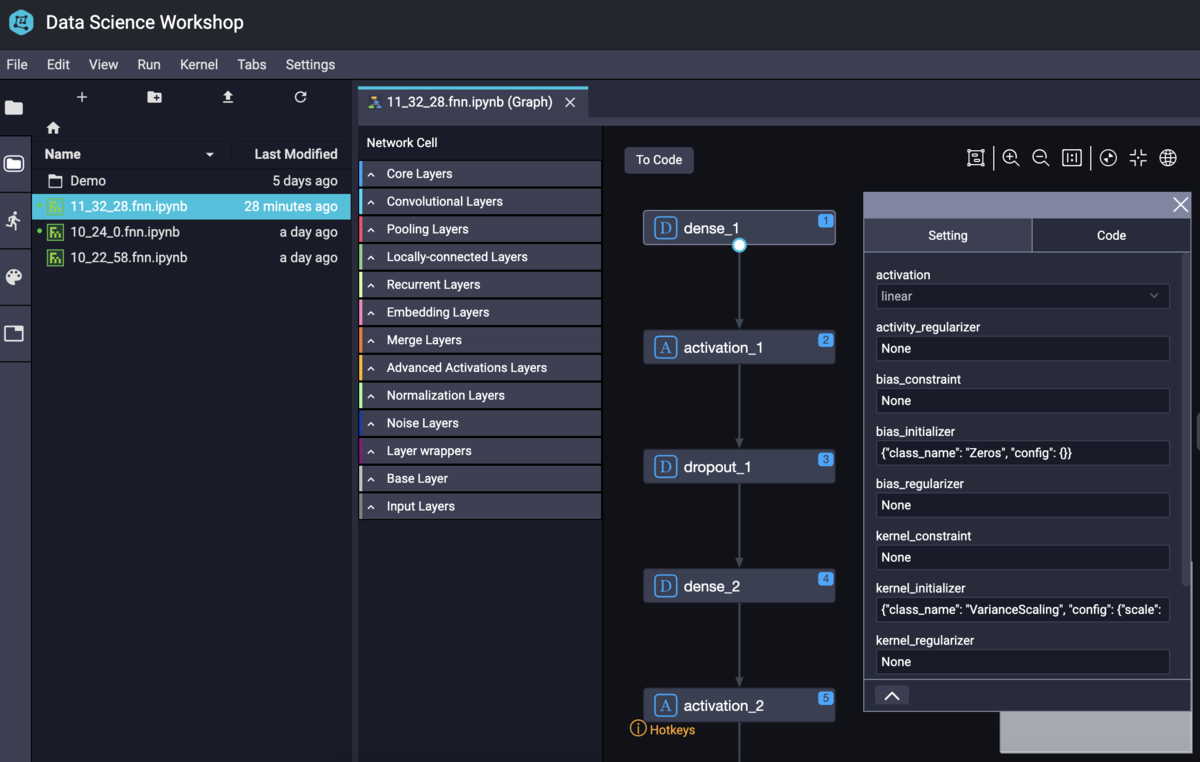 Data Science Workshop
File Edit View Run Kernel Tabs Settings
11_32_28.fnn.ipynb (Graph)
Name Last Modified
Demo 5 days ago
11_32_28.fnn.ipynb 28 minutes ago
10_24_0.fnn.ipynb a day ago
10_22_58.fnn.ipynb a day ago
Network Cell
Core Layers
Convolutional Layers
Pooling Layers
Locally-connected Layers
Recurrent Layers
Embedding Layers
Merge Layers
Advanced Activations Layers
Normalization Layers
Noise Layers
Layer wrappers
Base Layer
Input Layers
To Code
D dense_1 1
A activation_1 2
D dropout_1 3
D dense_2 4
A activation_2 5
Hotkeys
Setting Code
activation
linear
activity_regularizer
None
bias_constraint
None
bias_initializer
{"class_name": "Zeros", "config": {}}
bias_regularizer
None
kernel_constraint
None
kernel_initializer
{"class_name": "VarianceScaling", "config": {"scale":
kernel_regularizer
None